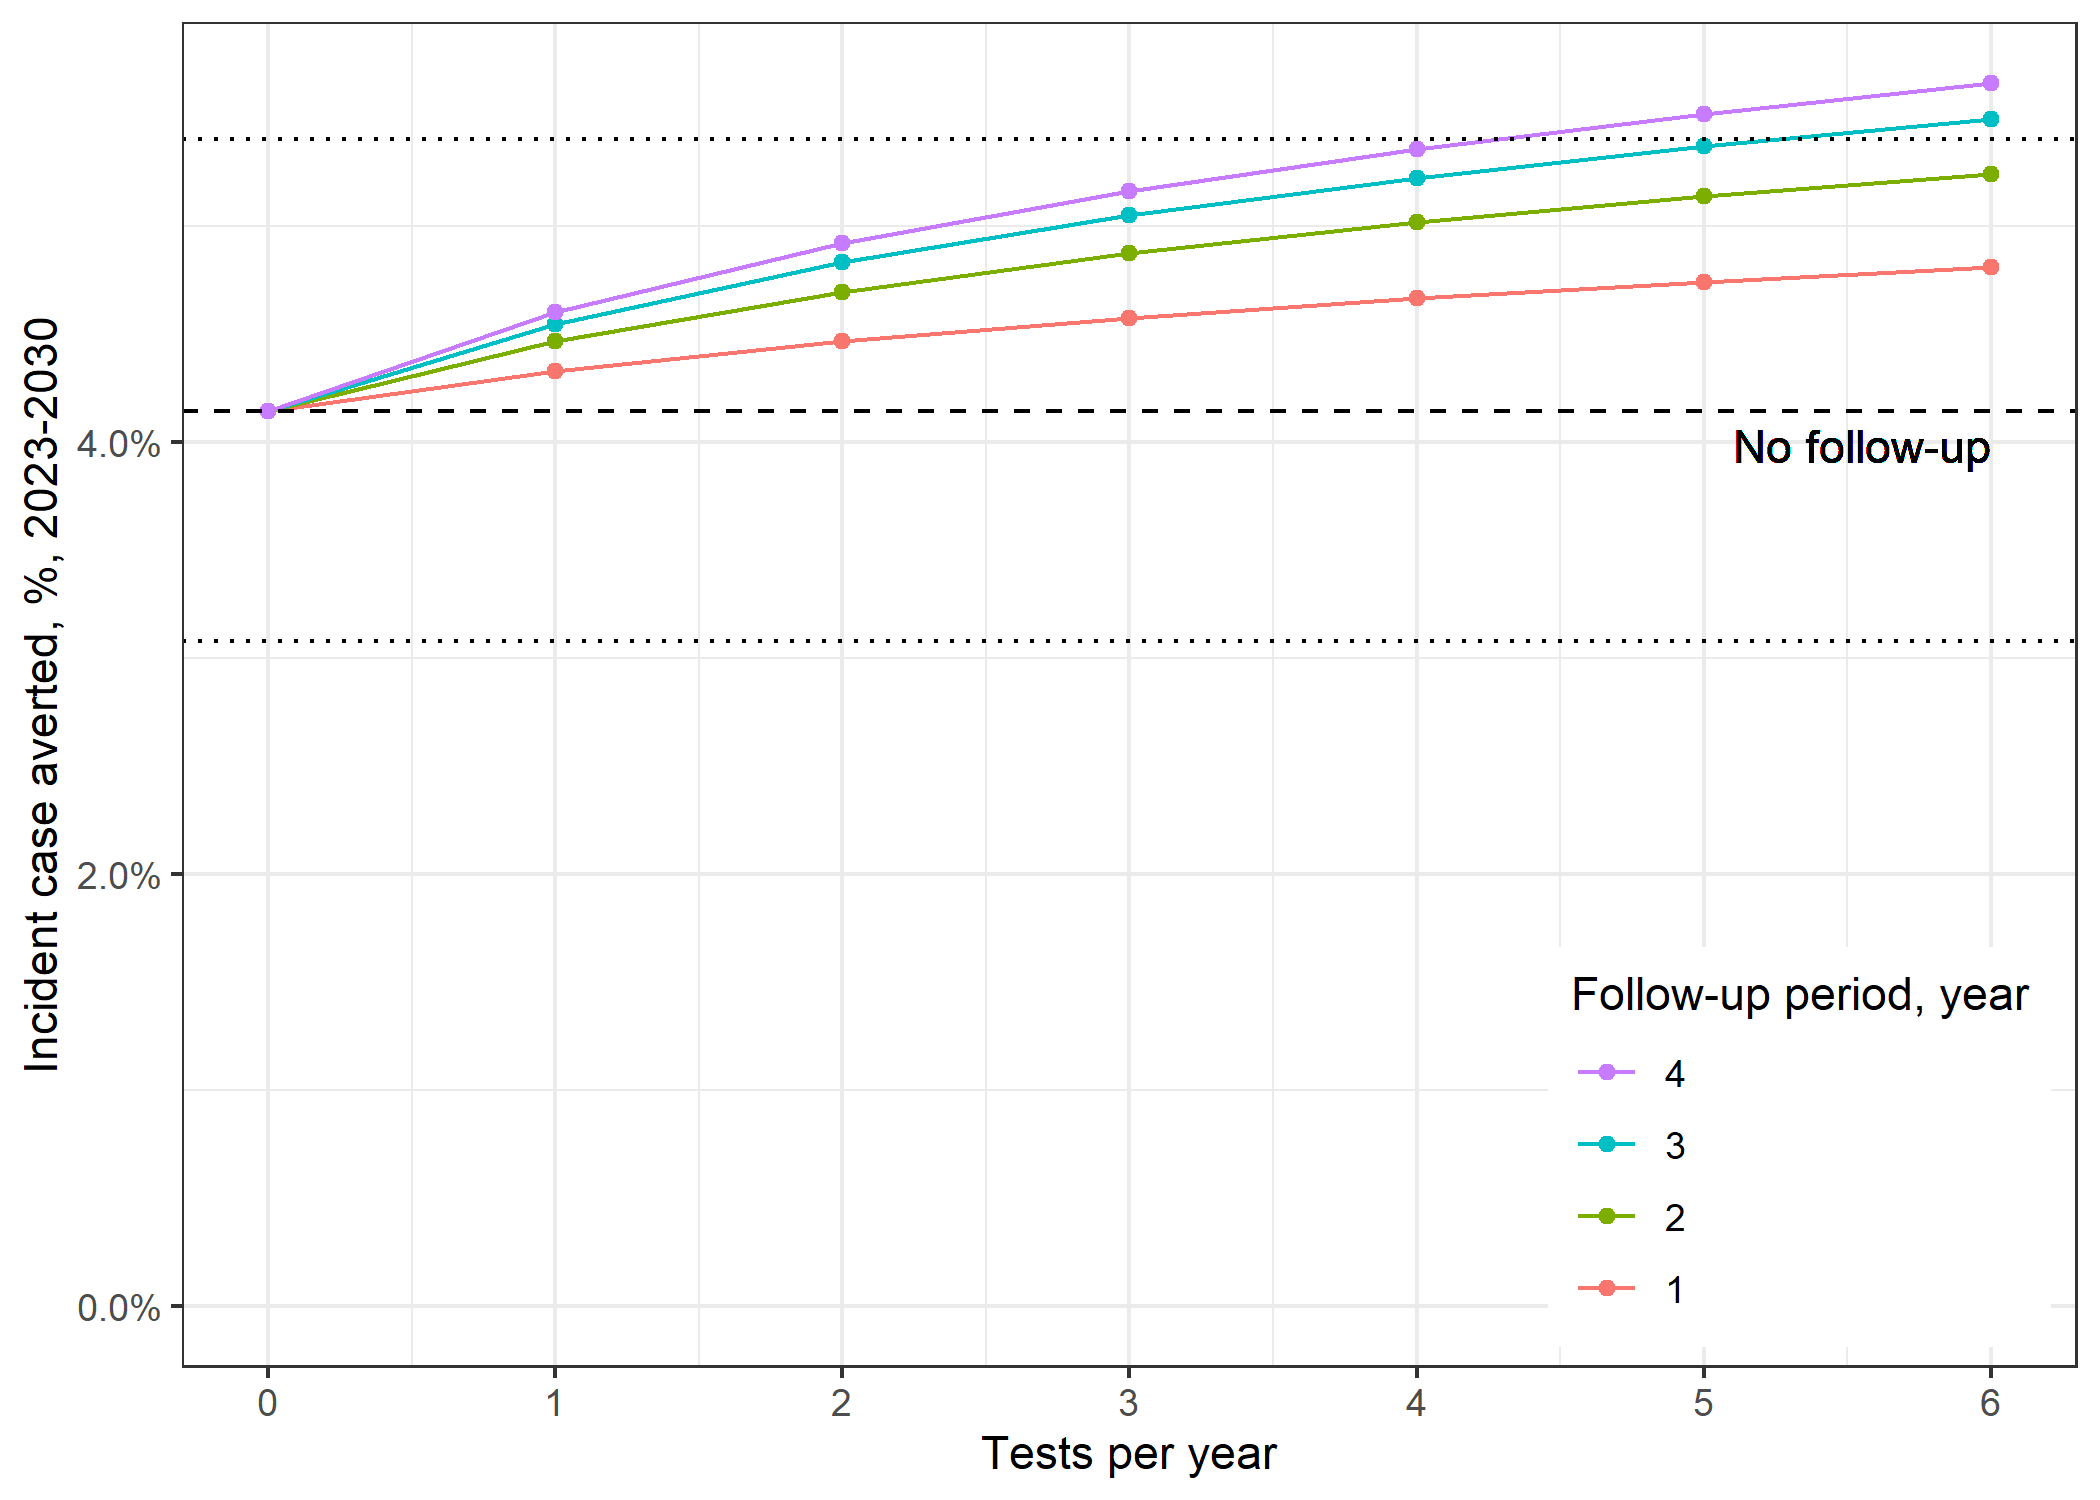 Incident case averted, %, 2023-2030
4.0%
2.0%
0.0%
No follow-up
Follow-up period, year
4
3
2
1
0 1 2 3 4 5 6
Tests per year